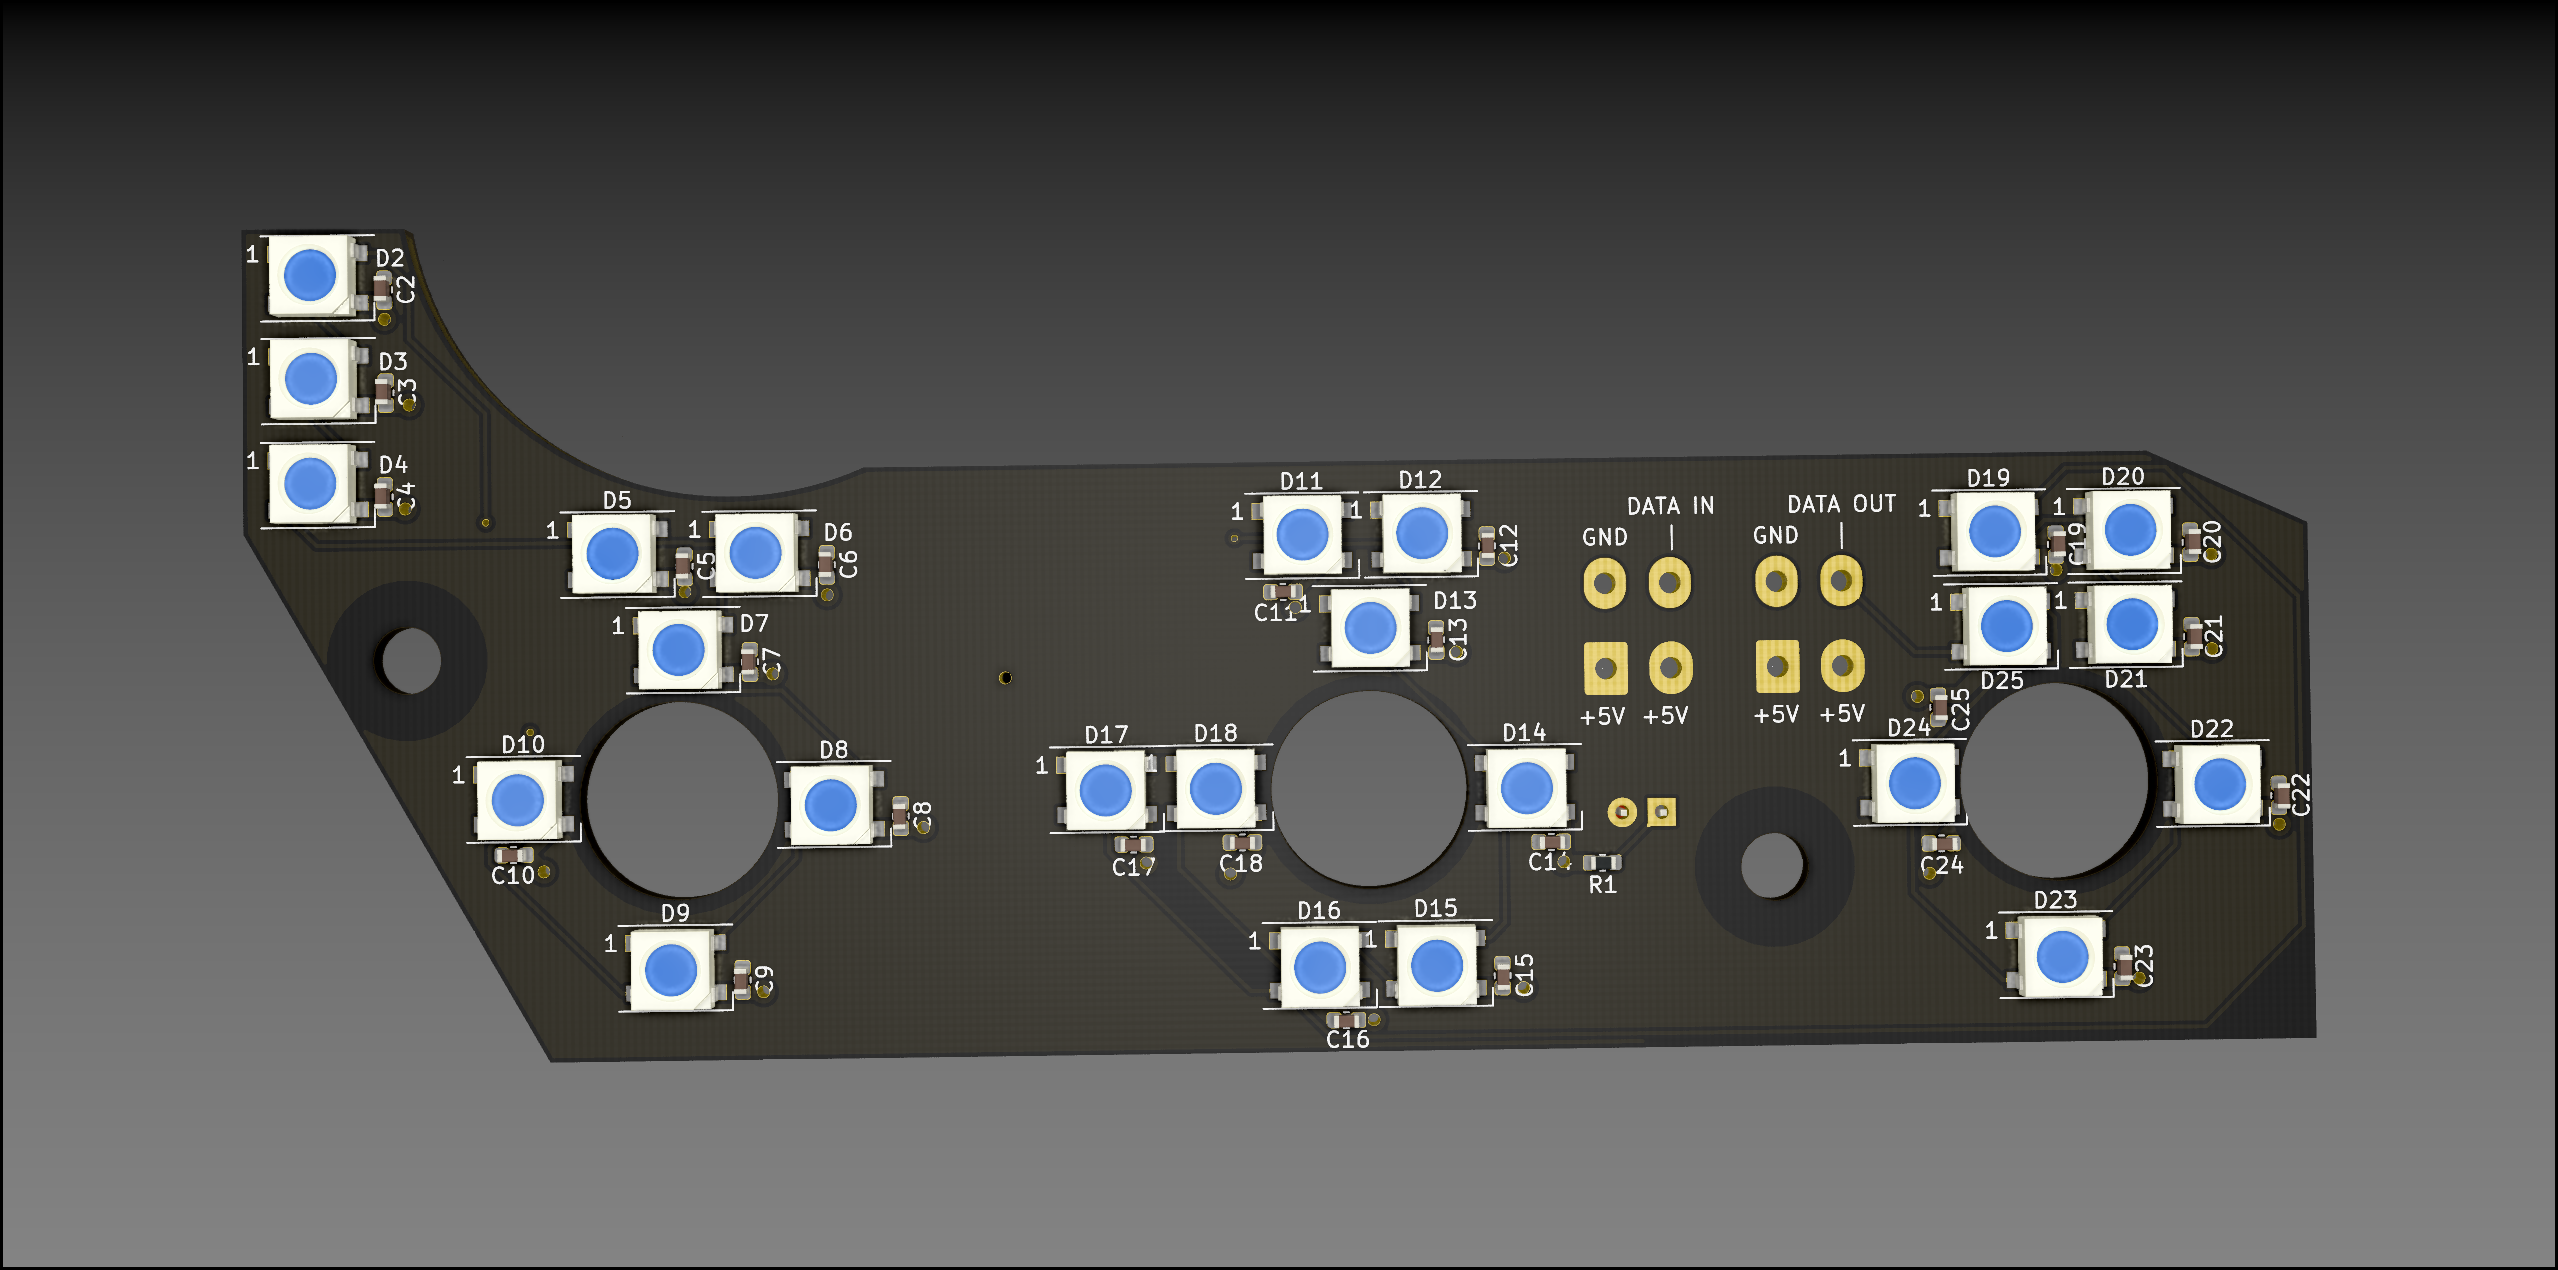 1
D2
C2
1
D3
C3
1
D4
C4
D5
1
C5
1
D6
C6
1
D7
C7
D10
1
C10
D8
C8
D9
1
C9
D11
1
C11
D12
1
C12
1
D13
C13
D17
1
C17
D18
1
C18
D14
C14
R1
D16
1
C16
D15
1
C15
DATA IN
GND
DATA OUT
GND
+5V
+5V
+5V
+5V
D19
1
C19
D20
1
C20
1
D25
C25
1
D21
C21
D24
1
C24
D22
C22
D23
1
C23